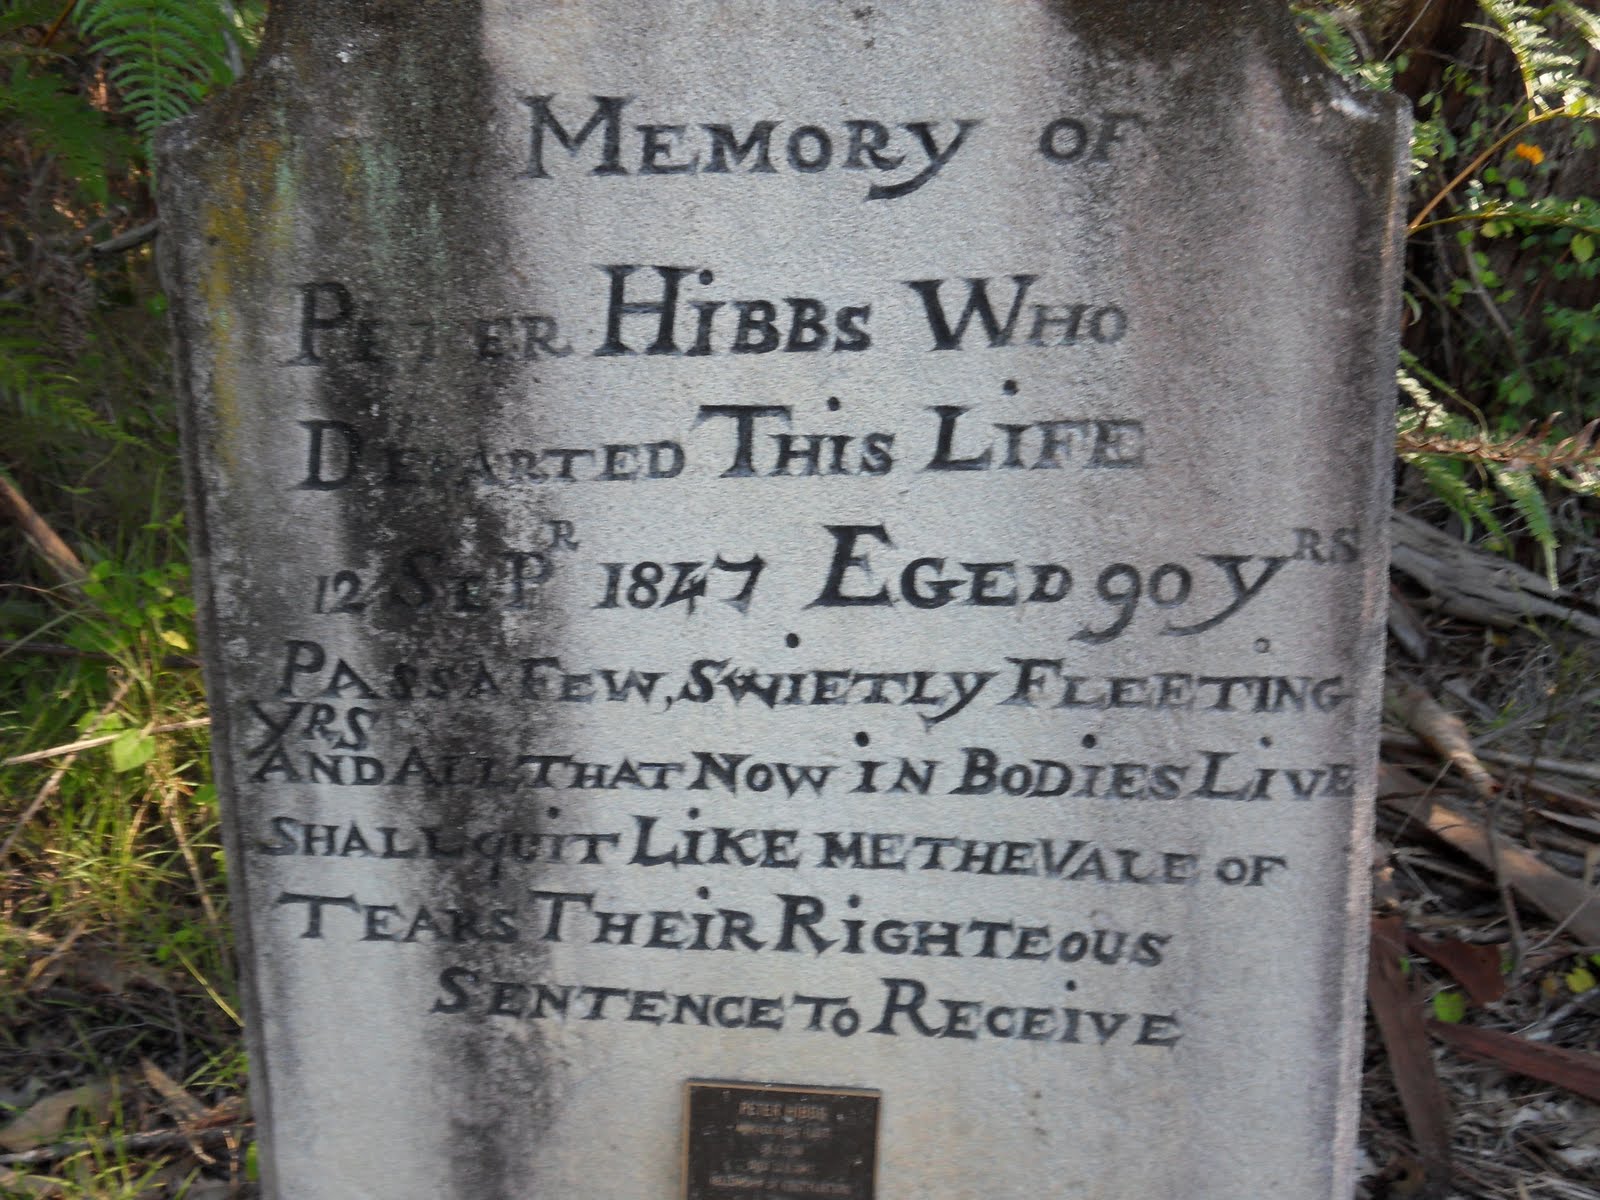 MEMORY OF
PETER HiBBS WHO
DEPARTED THiS LiFE
12 SEPR 1847 EGED 90 YRS
PASS A FEW, SWiETLY FLEETiNG
YRS
AND ALL THAT NOW iN BODiES LiVE
SHALL QUiT LiKE ME THE VALE OF
TEARS THEiR RiGHTEOUS
SENTENCE TO RECEiVE
PETER HIBBS